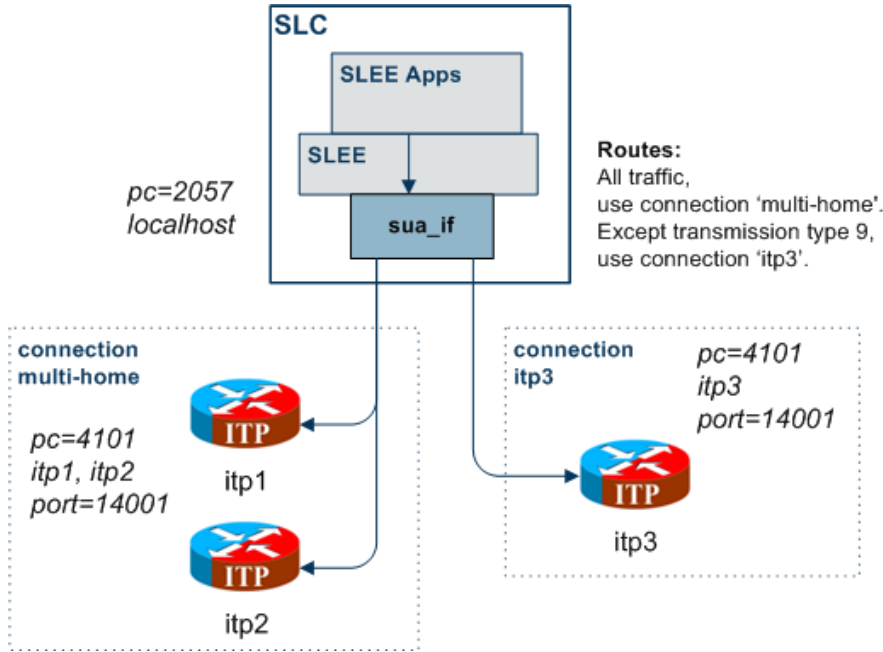 SLC
SLEE Apps
SLEE
sua_if
pc=2057
localhost
Routes:
All traffic,
use connection ‘multi-home'.
Except transmission type 9,
use connection ‘itp3’.
connection
multi-home
pc=4101
itp1, itp2
port=14001
ITP
itp1
ITP
itp2
connection
itp3
pc=4101
itp3
port=14001
ITP
itp3